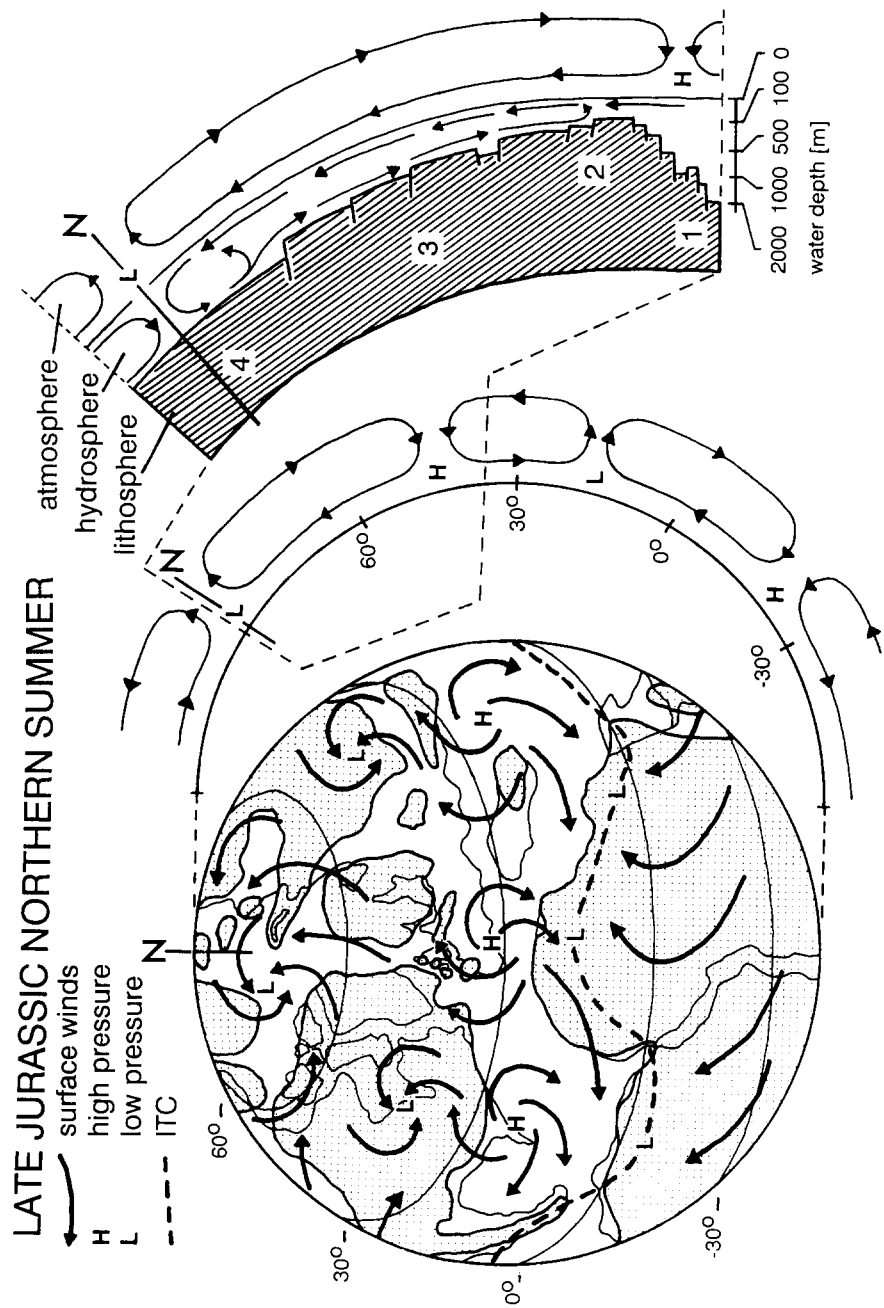 LATE JURASSIC NORTHERN SUMMER
surface winds
H high pressure
L low pressure
ITC
N
60°
30°
0°
-30°
L
L
L
H
H
H
L
L
L
N
L
60°
H
30°
L
0°
H
-30°
atmosphere
hydrosphere
lithosphere
N
L
H
4
3
2
1
2000 1000 500 100 0
water depth [m]